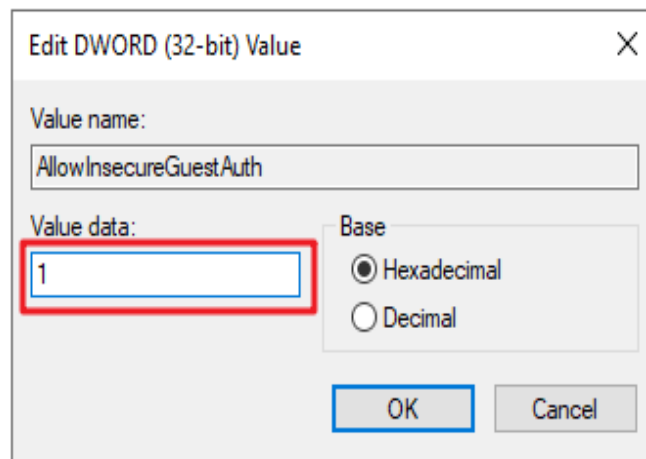 Edit DWORD (32-bit) Value
Value name:
AllowInsecureGuestAuth
Value data:
1
Base
Hexadecimal
Decimal
OK
Cancel